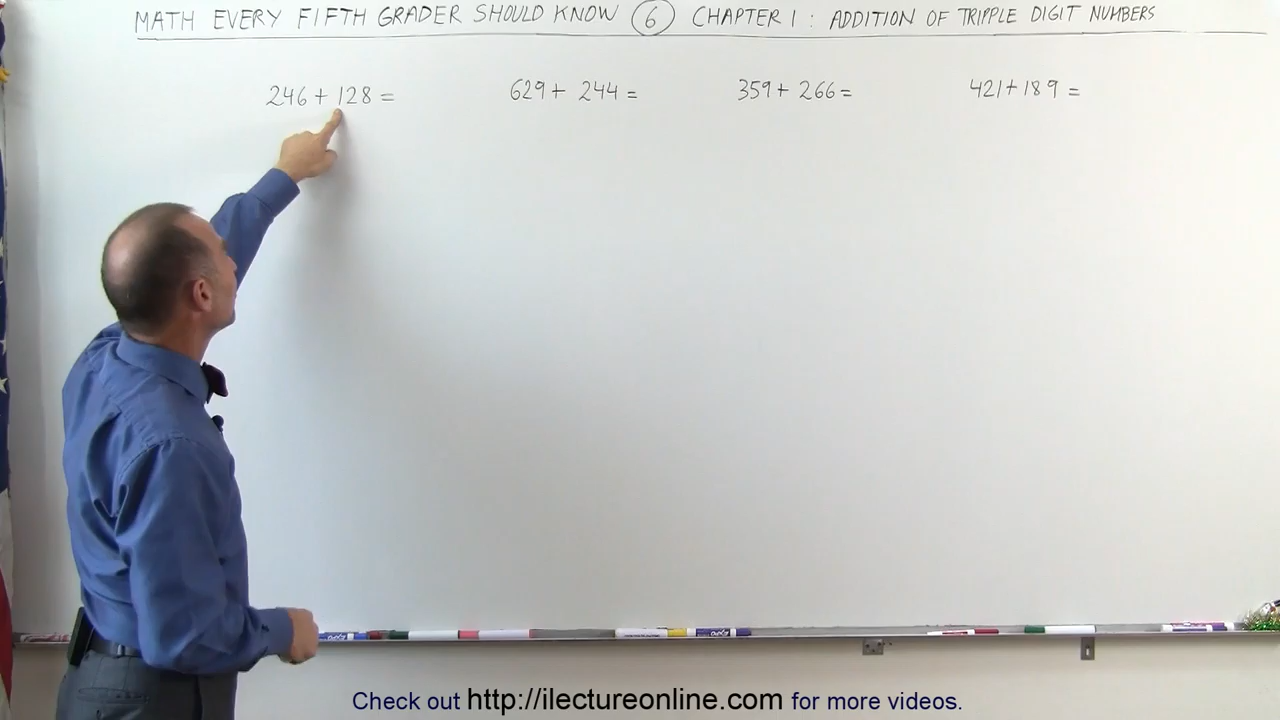 MATH EVERY FIFTH GRADER SHOULD KNOW 6 CHAPTER 1 : ADDITION OF TRIPPLE DIGIT NUMBERS
246 + 128 = 629 + 244 = 359 + 266 = 421 + 189 =
Check out http://ilectureonline.com for more videos.